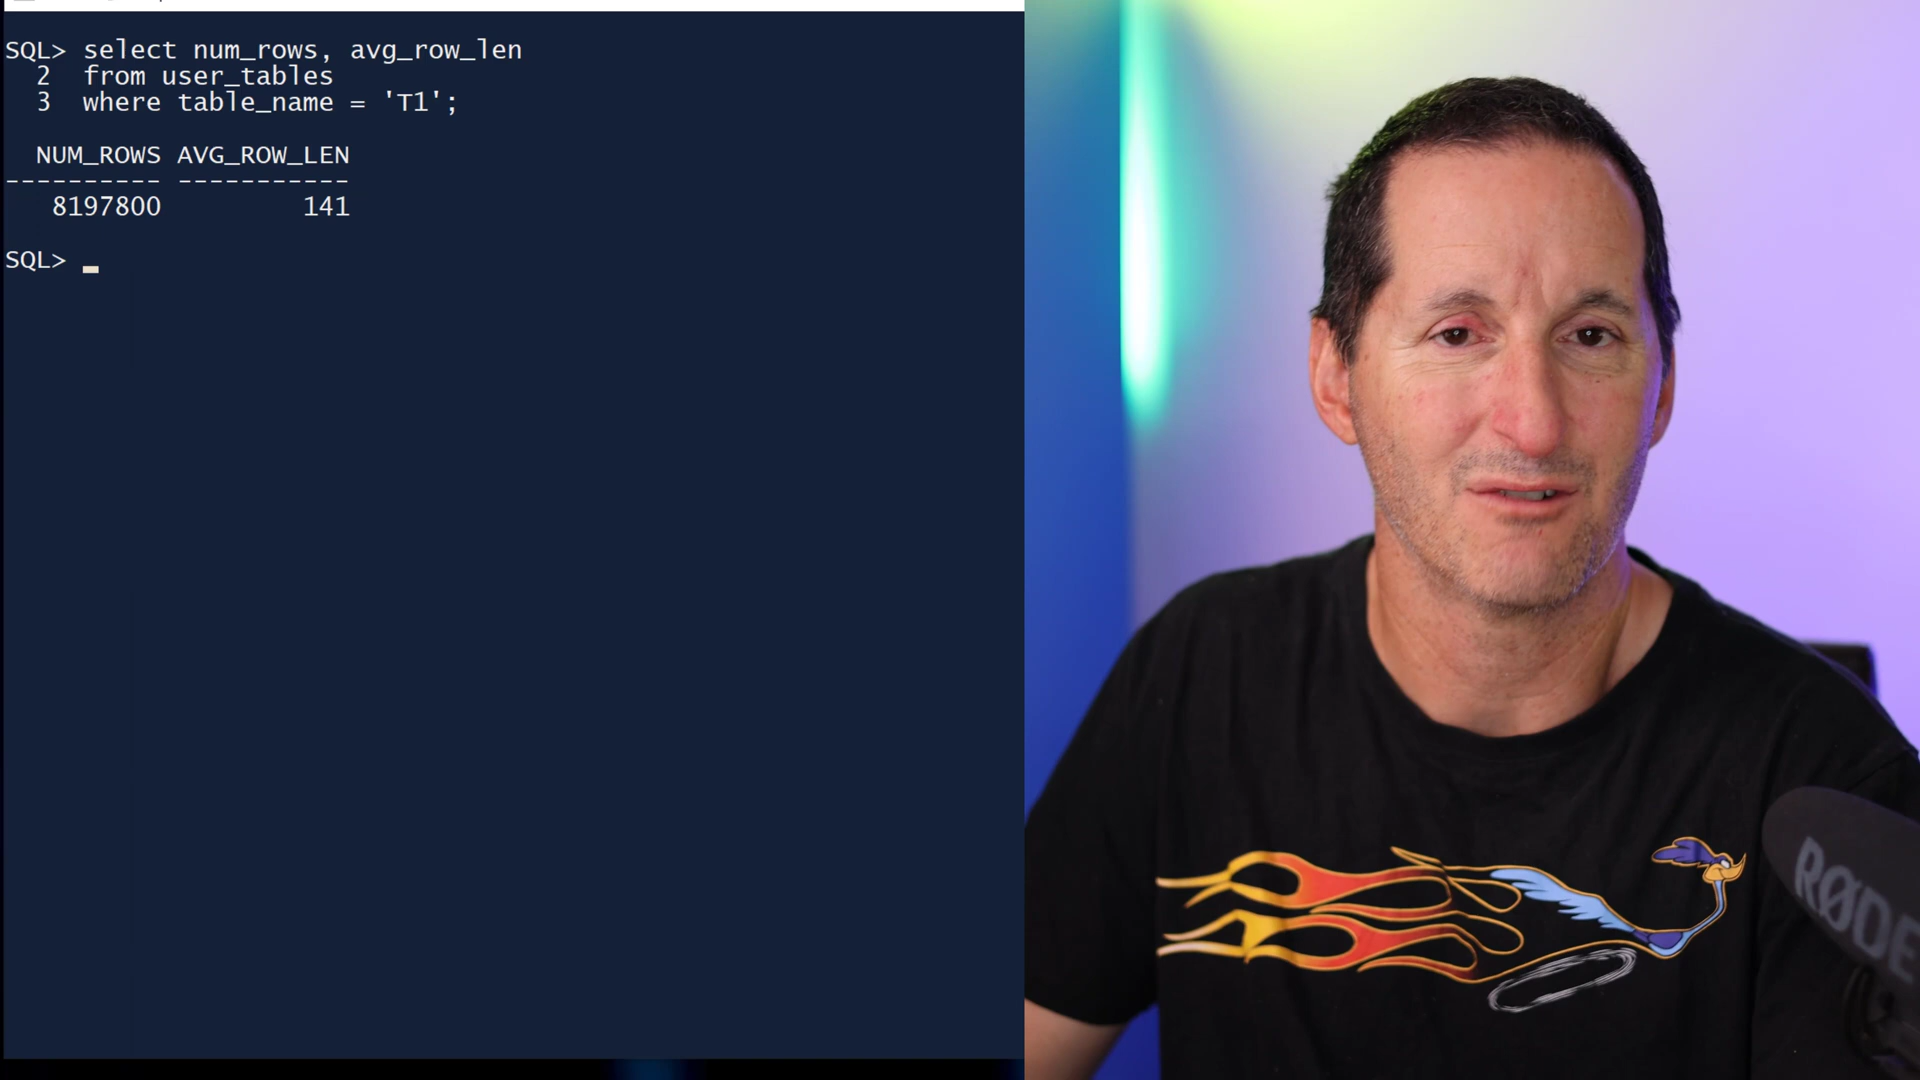 SQL> select num_rows, avg_row_len
  2  from user_tables
  3  where table_name = 'T1';
  NUM_ROWS AVG_ROW_LEN
---------- -----------
   8197800         141
SQL> _
RØDE